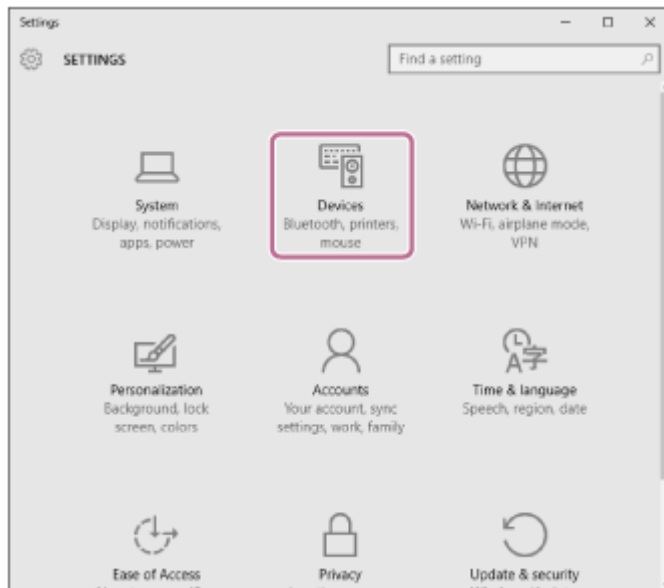 Settings
SETTINGS
Find a setting
System
Display, notifications,
apps, power
Devices
Bluetooth, printers,
mouse
Network & Internet
Wi-Fi, airplane mode,
VPN
Personalization
Background, lock
screen, colors
Accounts
Your account, sync
settings, work, family
A字
Time & language
Speech, region, date
Ease of Access
Privacy
Update & security